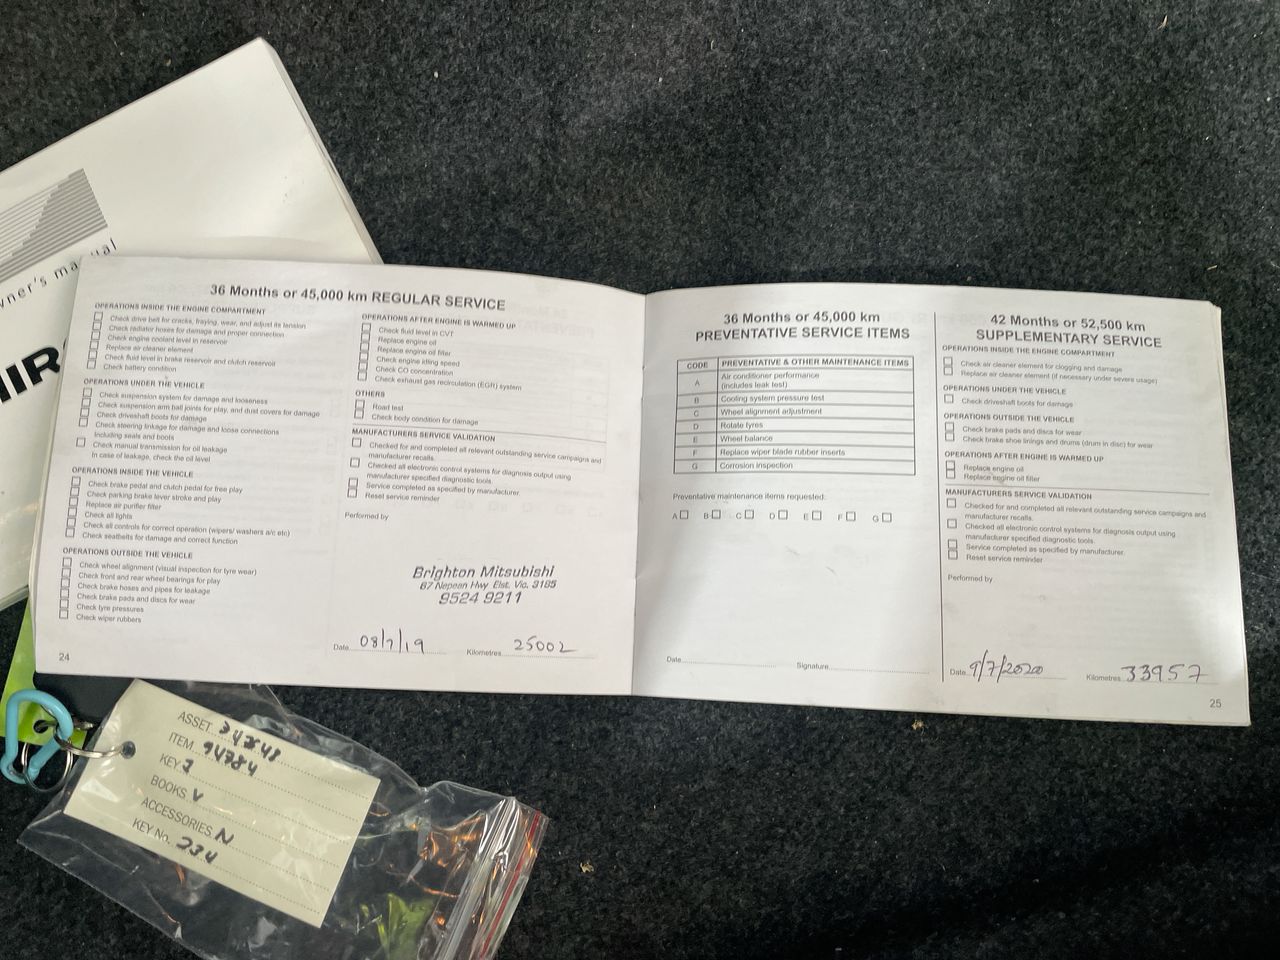 owner's manual
MIR
36 Months or 45,000 km REGULAR SERVICE
OPERATIONS INSIDE THE ENGINE COMPARTMENT
Check drive belt for cracks, fraying, wear, and adjust its tension
Check radiator hoses for damage and proper connection
Check engine coolant level in reservoir
Replace air cleaner element
Check fluid level in brake reservoir and clutch reservoir
Check battery condition
OPERATIONS UNDER THE VEHICLE
Check suspension system for damage and looseness
Check suspension arm ball joints for play, and dust covers for damage
Check driveshaft boots for damage
Check steering linkage for damage and loose connections
including seals and boots
Check manual transmission for oil leakage
In case of leakage, check the oil level
OPERATIONS INSIDE THE VEHICLE
Check brake pedal and clutch pedal for free play
Check parking brake lever stroke and play
Replace air purifier filter
Check all lights
Check all controls for correct operation (wipers/ washers a/c etc)
Check seatbelts for damage and correct function
OPERATIONS OUTSIDE THE VEHICLE
Check wheel alignment (visual inspection for tyre wear)
Check front and rear wheel bearings for play
Check brake hoses and pipes for leakage
Check brake pads and discs for wear
Check tyre pressures
Check wiper rubbers
24
OPERATIONS AFTER ENGINE IS WARMED UP
Check fluid level in CVT
Replace engine oil
Replace engine oil filter
Check engine idling speed
Check CO concentration
Check exhaust gas recirculation (EGR) system
OTHERS
Road test
Check body condition for damage
MANUFACTURERS SERVICE VALIDATION
Checked for and completed all relevant outstanding service campaigns and
manufacturer recalls.
Checked all electronic control systems for diagnosis output using
manufacturer specified diagnostic tools.
Service completed as specified by manufacturer.
Reset service reminder
Performed by
Brighton Mitsubishi
67 Nepean Hwy Elst. Vic. 3185
9524 9211
Date 08/7/19 Kilometres 25002
36 Months or 45,000 km
PREVENTATIVE SERVICE ITEMS
CODE PREVENTATIVE & OTHER MAINTENANCE ITEMS
A Air conditioner performance
(includes leak test)
B Cooling system pressure test
C Wheel alignment adjustment
D Rotate tyres
E Wheel balance
F Replace wiper blade rubber inserts
G Corrosion inspection
Preventative maintenance items requested:
A B C D E F G
Date Signature
42 Months or 52,500 km
SUPPLEMENTARY SERVICE
OPERATIONS INSIDE THE ENGINE COMPARTMENT
Check air cleaner element for clogging and damage
Replace air cleaner element (if necessary under severe usage)
OPERATIONS UNDER THE VEHICLE
Check driveshaft boots for damage
OPERATIONS OUTSIDE THE VEHICLE
Check brake pads and discs for wear
Check brake shoe linings and drums (drum in disc) for wear
OPERATIONS AFTER ENGINE IS WARMED UP
Replace engine oil
Replace engine oil filter
MANUFACTURERS SERVICE VALIDATION
Checked for and completed all relevant outstanding service campaigns and
manufacturer recalls.
Checked all electronic control systems for diagnosis output using
manufacturer specified diagnostic tools.
Service completed as specified by manufacturer.
Reset service reminder
Performed by
Date 9/7/2020 Kilometres 33957
25
ASSET 34848
ITEM 94784
KEY 2
BOOKS V
ACCESSORIES N
KEY No. 234